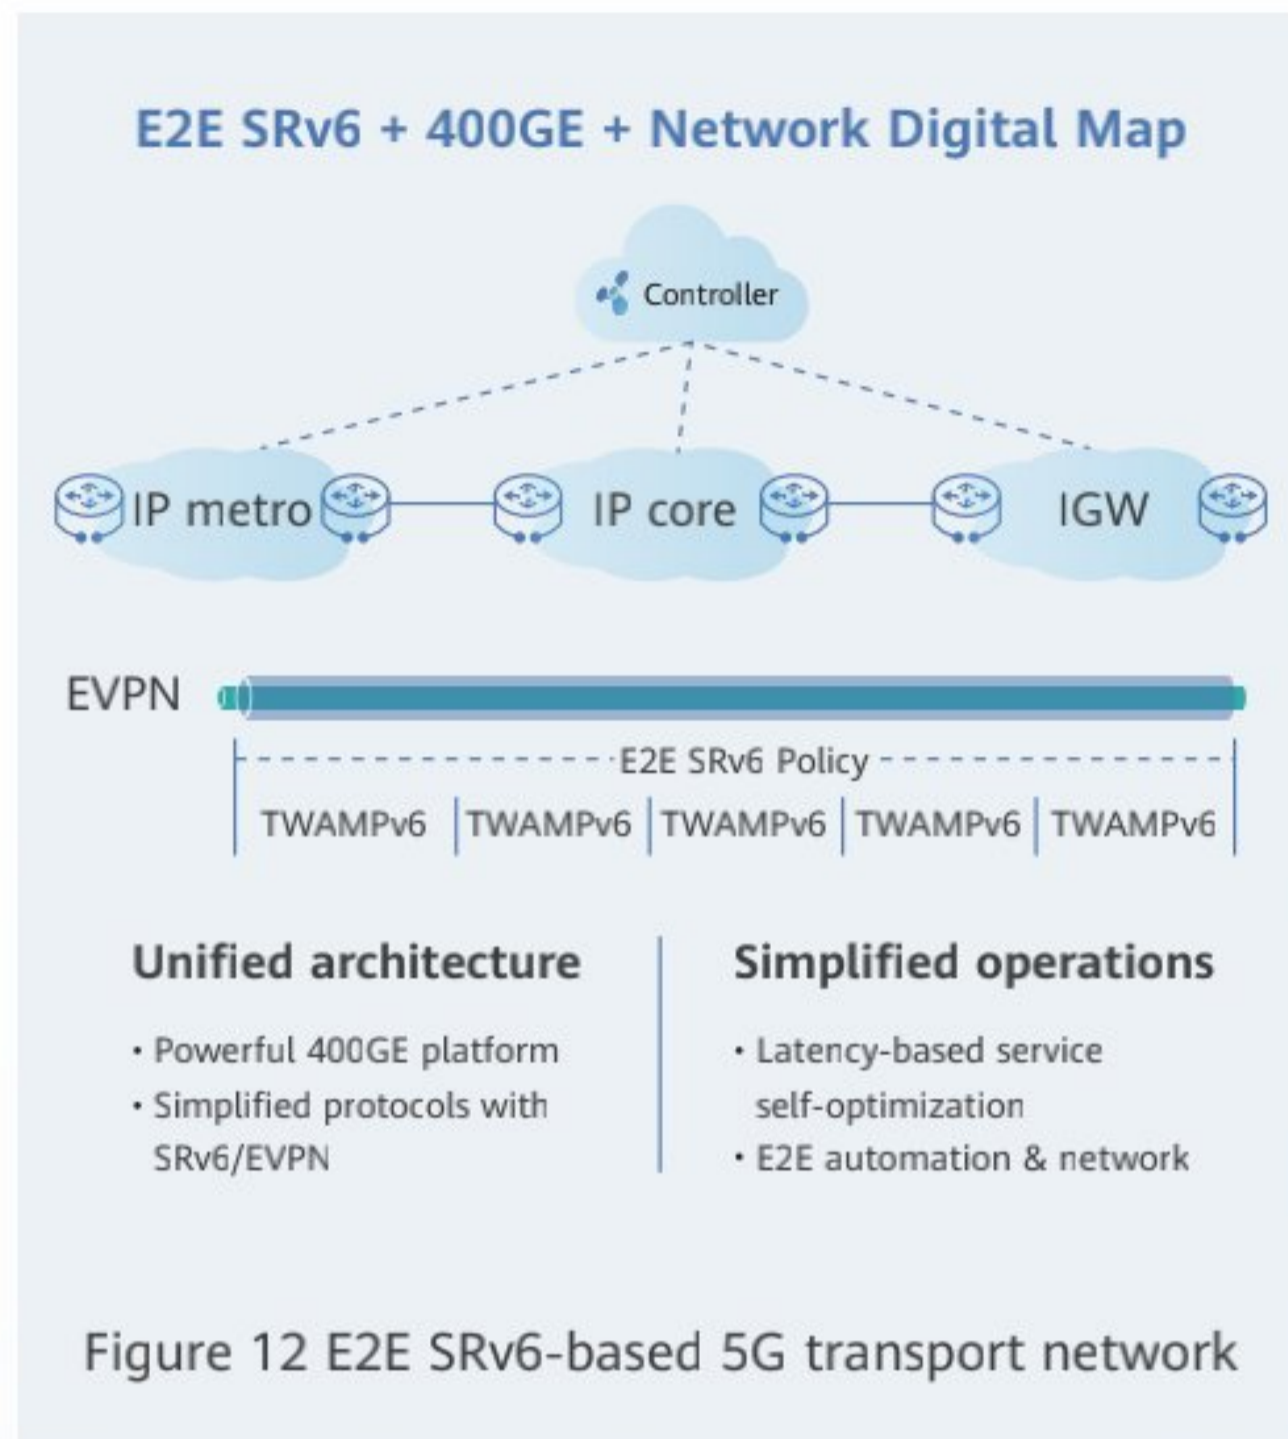 E2E SRv6 + 400GE + Network Digital Map
Controller
IP metro
IP core
IGW
EVPN
E2E SRv6 Policy
TWAMPv6
TWAMPv6
TWAMPv6
TWAMPv6
TWAMPv6
Unified architecture
• Powerful 400GE platform
• Simplified protocols with
SRv6/EVPN
Simplified operations
• Latency-based service
self-optimization
• E2E automation & network
Figure 12 E2E SRv6-based 5G transport network